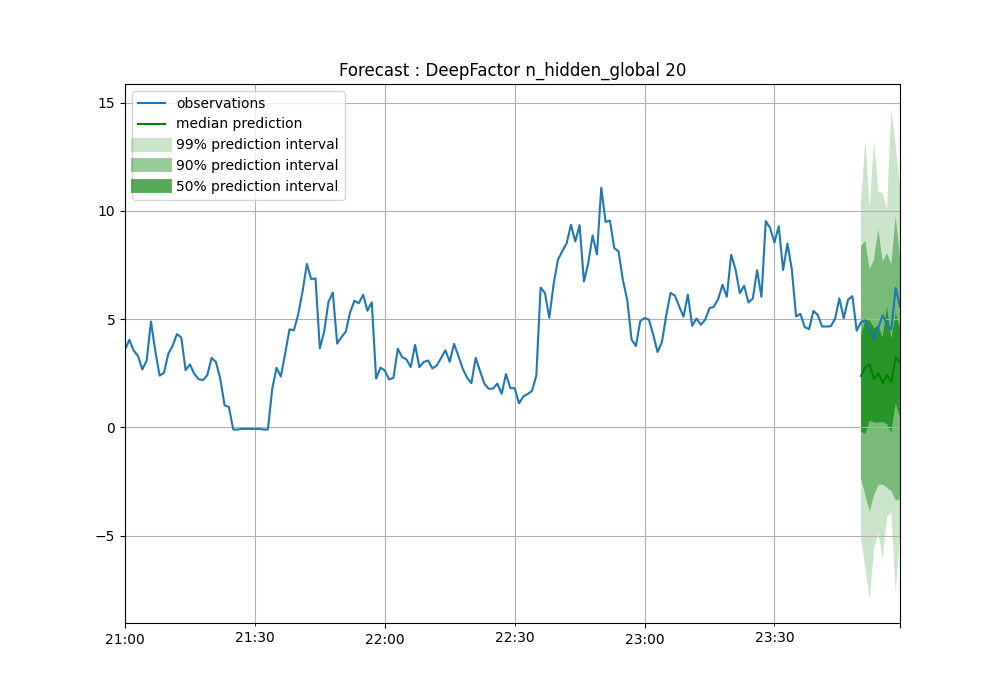 Forecast : DeepFactor n_hidden_global 20
observations
median prediction
99% prediction interval
90% prediction interval
50% prediction interval
15
10
5
0
−5
21:00 21:30 22:00 22:30 23:00 23:30